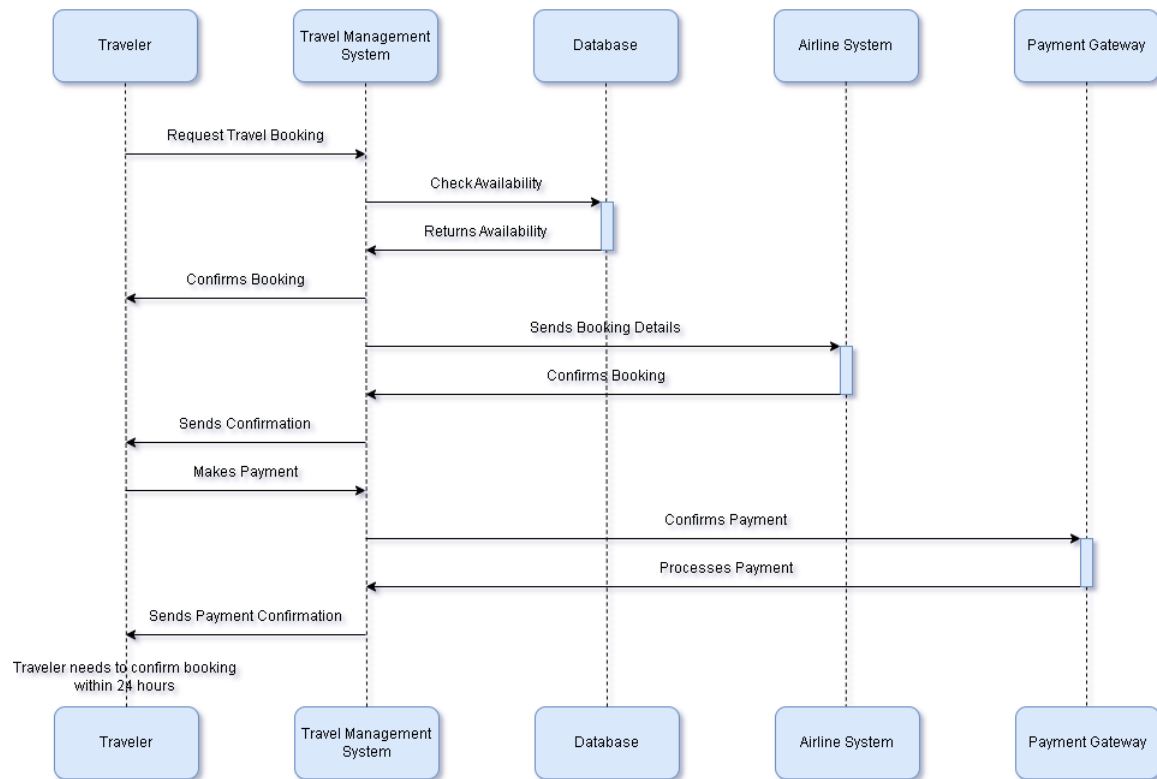 Traveler
Travel Management
System
Database
Airline System
Payment Gateway
Request Travel Booking
Check Availability
Returns Availability
Confirms Booking
Sends Booking Details
Confirms Booking
Sends Confirmation
Makes Payment
Confirms Payment
Processes Payment
Sends Payment Confirmation
Traveler needs to confirm booking
within 24 hours
Traveler
Travel Management
System
Database
Airline System
Payment Gateway